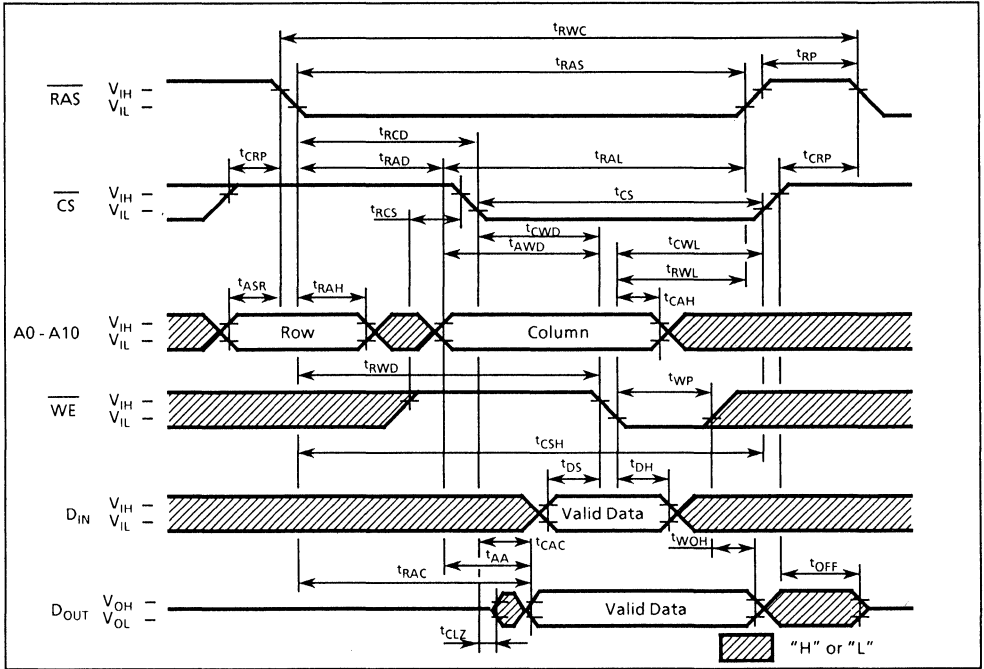 tRWC
tRP
tRAS
RAS VIH
VIL
tRCD
tCRP tRAD tRAL tCRP
CS VIH
VIL
tCS
tRCS
tCWD tCWL
tAWD
tRWL
tASR tRAH tCAH
A0 - A10 VIH
VIL
Row Column
tRWD
tWP
WE VIH
VIL
tCSH
tDS tDH
DIN VIH
VIL
Valid Data
tCAC tWOH
tAA
tRAC tOFF
DOUT VOH
VOL
Valid Data
tCLZ
"H" or "L"